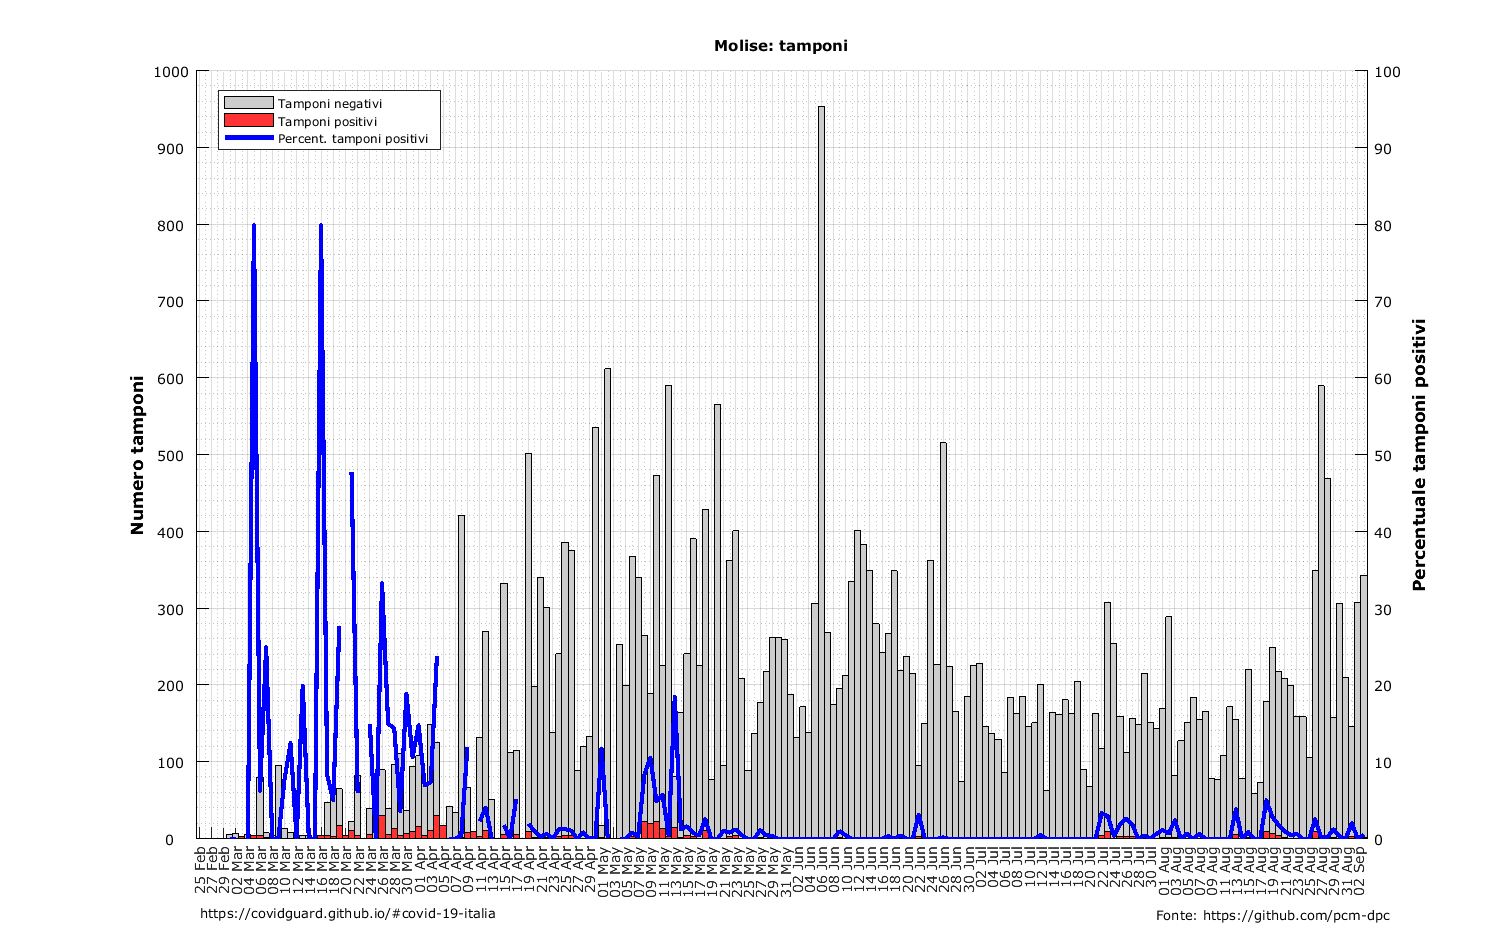 Molise: tamponi
Tamponi negativi
Tamponi positivi
Percent. tamponi positivi
Numero tamponi
1000
900
800
700
600
500
400
300
200
100
0
100
90
80
70
60
50
40
30
20
10
0
Percentuale tamponi positivi
25 Feb
27 Feb
29 Feb
02 Mar
04 Mar
06 Mar
08 Mar
10 Mar
12 Mar
14 Mar
16 Mar
18 Mar
20 Mar
22 Mar
24 Mar
26 Mar
28 Mar
30 Mar
01 Apr
03 Apr
05 Apr
07 Apr
09 Apr
11 Apr
13 Apr
15 Apr
17 Apr
19 Apr
21 Apr
23 Apr
25 Apr
27 Apr
29 Apr
01 May
03 May
05 May
07 May
09 May
11 May
13 May
15 May
17 May
19 May
21 May
23 May
25 May
27 May
29 May
31 May
02 Jun
04 Jun
06 Jun
08 Jun
10 Jun
12 Jun
14 Jun
16 Jun
18 Jun
20 Jun
22 Jun
24 Jun
26 Jun
28 Jun
30 Jun
02 Jul
04 Jul
06 Jul
08 Jul
10 Jul
12 Jul
14 Jul
16 Jul
18 Jul
20 Jul
22 Jul
24 Jul
26 Jul
28 Jul
30 Jul
01 Aug
03 Aug
05 Aug
07 Aug
09 Aug
11 Aug
13 Aug
15 Aug
17 Aug
19 Aug
21 Aug
23 Aug
25 Aug
27 Aug
29 Aug
31 Aug
02 Sep
https://covidguard.github.io/#covid-19-italia
Fonte: https://github.com/pcm-dpc